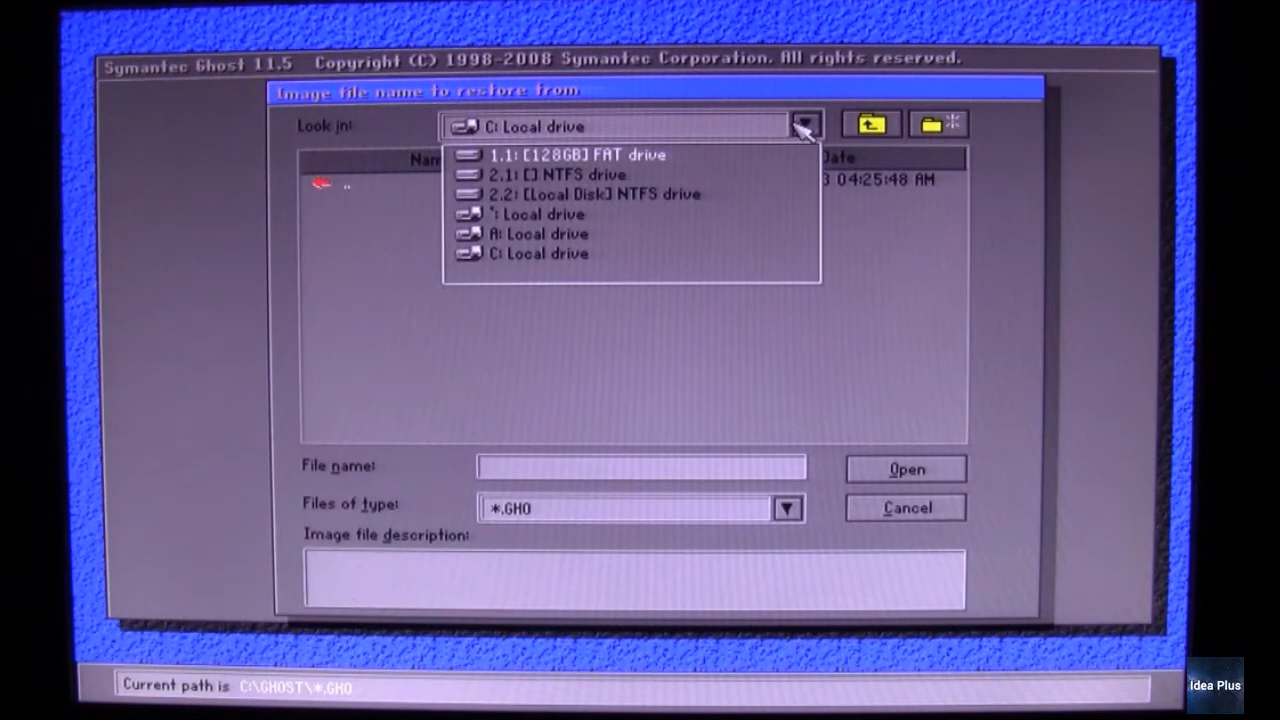 Symantec Ghost 11.5 Copyright (C) 1998-2008 Symantec Corporation. All rights reserved.
Image file name to restore from
Look in: C: Local drive
1.1: [128GB] FAT drive
2.1: [] NTFS drive
2.2: [Local Disk] NTFS drive
*: Local drive
A: Local drive
C: Local drive
Nam
Date
..
3 04:25:48 AM
File name:
Open
Files of type: *.GHO
Cancel
Image file description:
Current path is C:\GHOST\*.GHO
Idea Plus